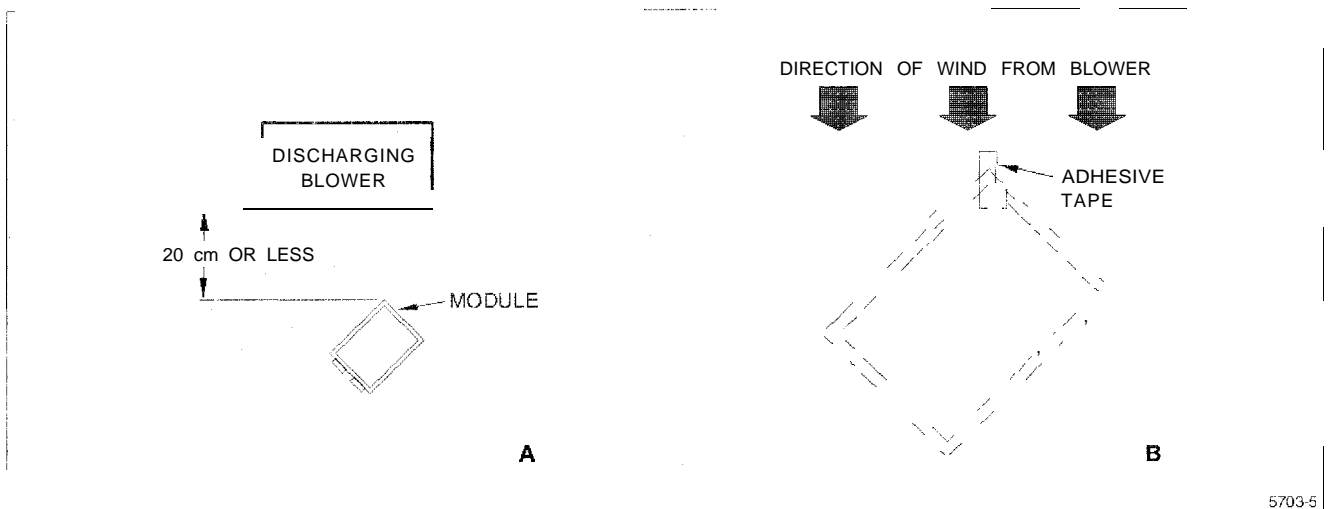 DISCHARGING
BLOWER
20 cm OR LESS
MODULE
A
DIRECTION OF WIND FROM BLOWER
ADHESIVE
TAPE
B
5703-5